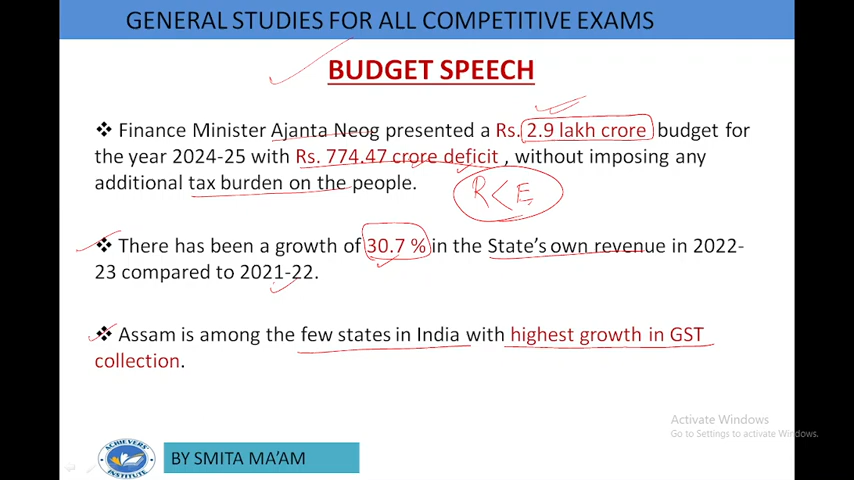 GENERAL STUDIES FOR ALL COMPETITIVE EXAMS
BUDGET SPEECH
❖ Finance Minister Ajanta Neog presented a Rs. 2.9 lakh crore budget for
the year 2024-25 with Rs. 774.47 crore deficit , without imposing any
additional tax burden on the people.
R<E
❖ There has been a growth of 30.7 % in the State's own revenue in 2022-
23 compared to 2021-22.
❖ Assam is among the few states in India with highest growth in GST
collection.
Activate Windows
Go to Settings to activate Windows.
ACHIEVERS'
INSTITUTE
BY SMITA MA'AM